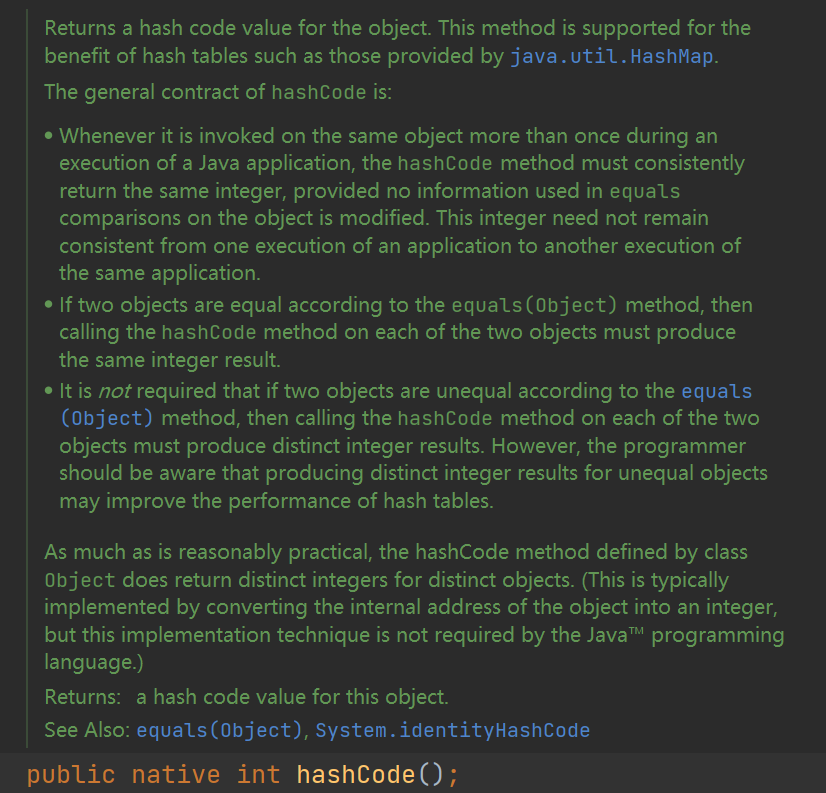 Returns a hash code value for the object. This method is supported for the
benefit of hash tables such as those provided by java.util.HashMap.
The general contract of hashCode is:
• Whenever it is invoked on the same object more than once during an
execution of a Java application, the hashCode method must consistently
return the same integer, provided no information used in equals
comparisons on the object is modified. This integer need not remain
consistent from one execution of an application to another execution of
the same application.
• If two objects are equal according to the equals(Object) method, then
calling the hashCode method on each of the two objects must produce
the same integer result.
• It is not required that if two objects are unequal according to the equals
(Object) method, then calling the hashCode method on each of the two
objects must produce distinct integer results. However, the programmer
should be aware that producing distinct integer results for unequal objects
may improve the performance of hash tables.
As much as is reasonably practical, the hashCode method defined by class
Object does return distinct integers for distinct objects. (This is typically
implemented by converting the internal address of the object into an integer,
but this implementation technique is not required by the Java™ programming
language.)
Returns: a hash code value for this object.
See Also: equals(Object), System.identityHashCode
public native int hashCode();